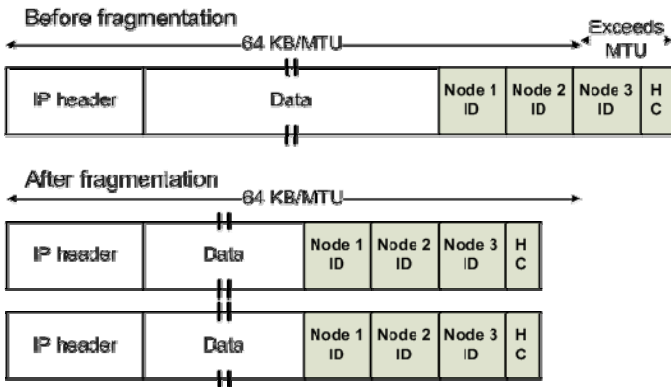 Before fragmentation
64 KB/MTU
Exceeds
MTU
IP header
Data
Node 1
ID
Node 2
ID
Node 3
ID
H
C
After fragmentation
64 KB/MTU
IP header
Data
Node 1
ID
Node 2
ID
Node 3
ID
H
C
IP header
Data
Node 1
ID
Node 2
ID
Node 3
ID
H
C